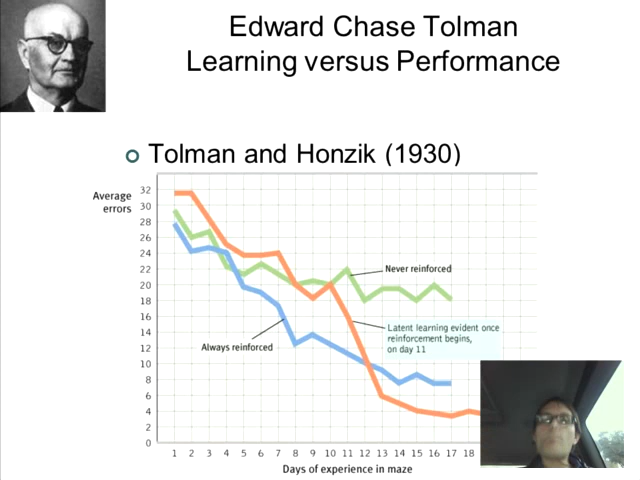 Edward Chase Tolman
Learning versus Performance
Tolman and Honzik (1930)
Average
errors
32
30
28
26
24
22
20
18
16
14
12
10
8
6
4
2
0
Never reinforced
Latent learning evident once
reinforcement begins,
on day 11
Always reinforced
1 2 3 4 5 6 7 8 9 10 11 12 13 14 15 16 17 18
Days of experience in maze